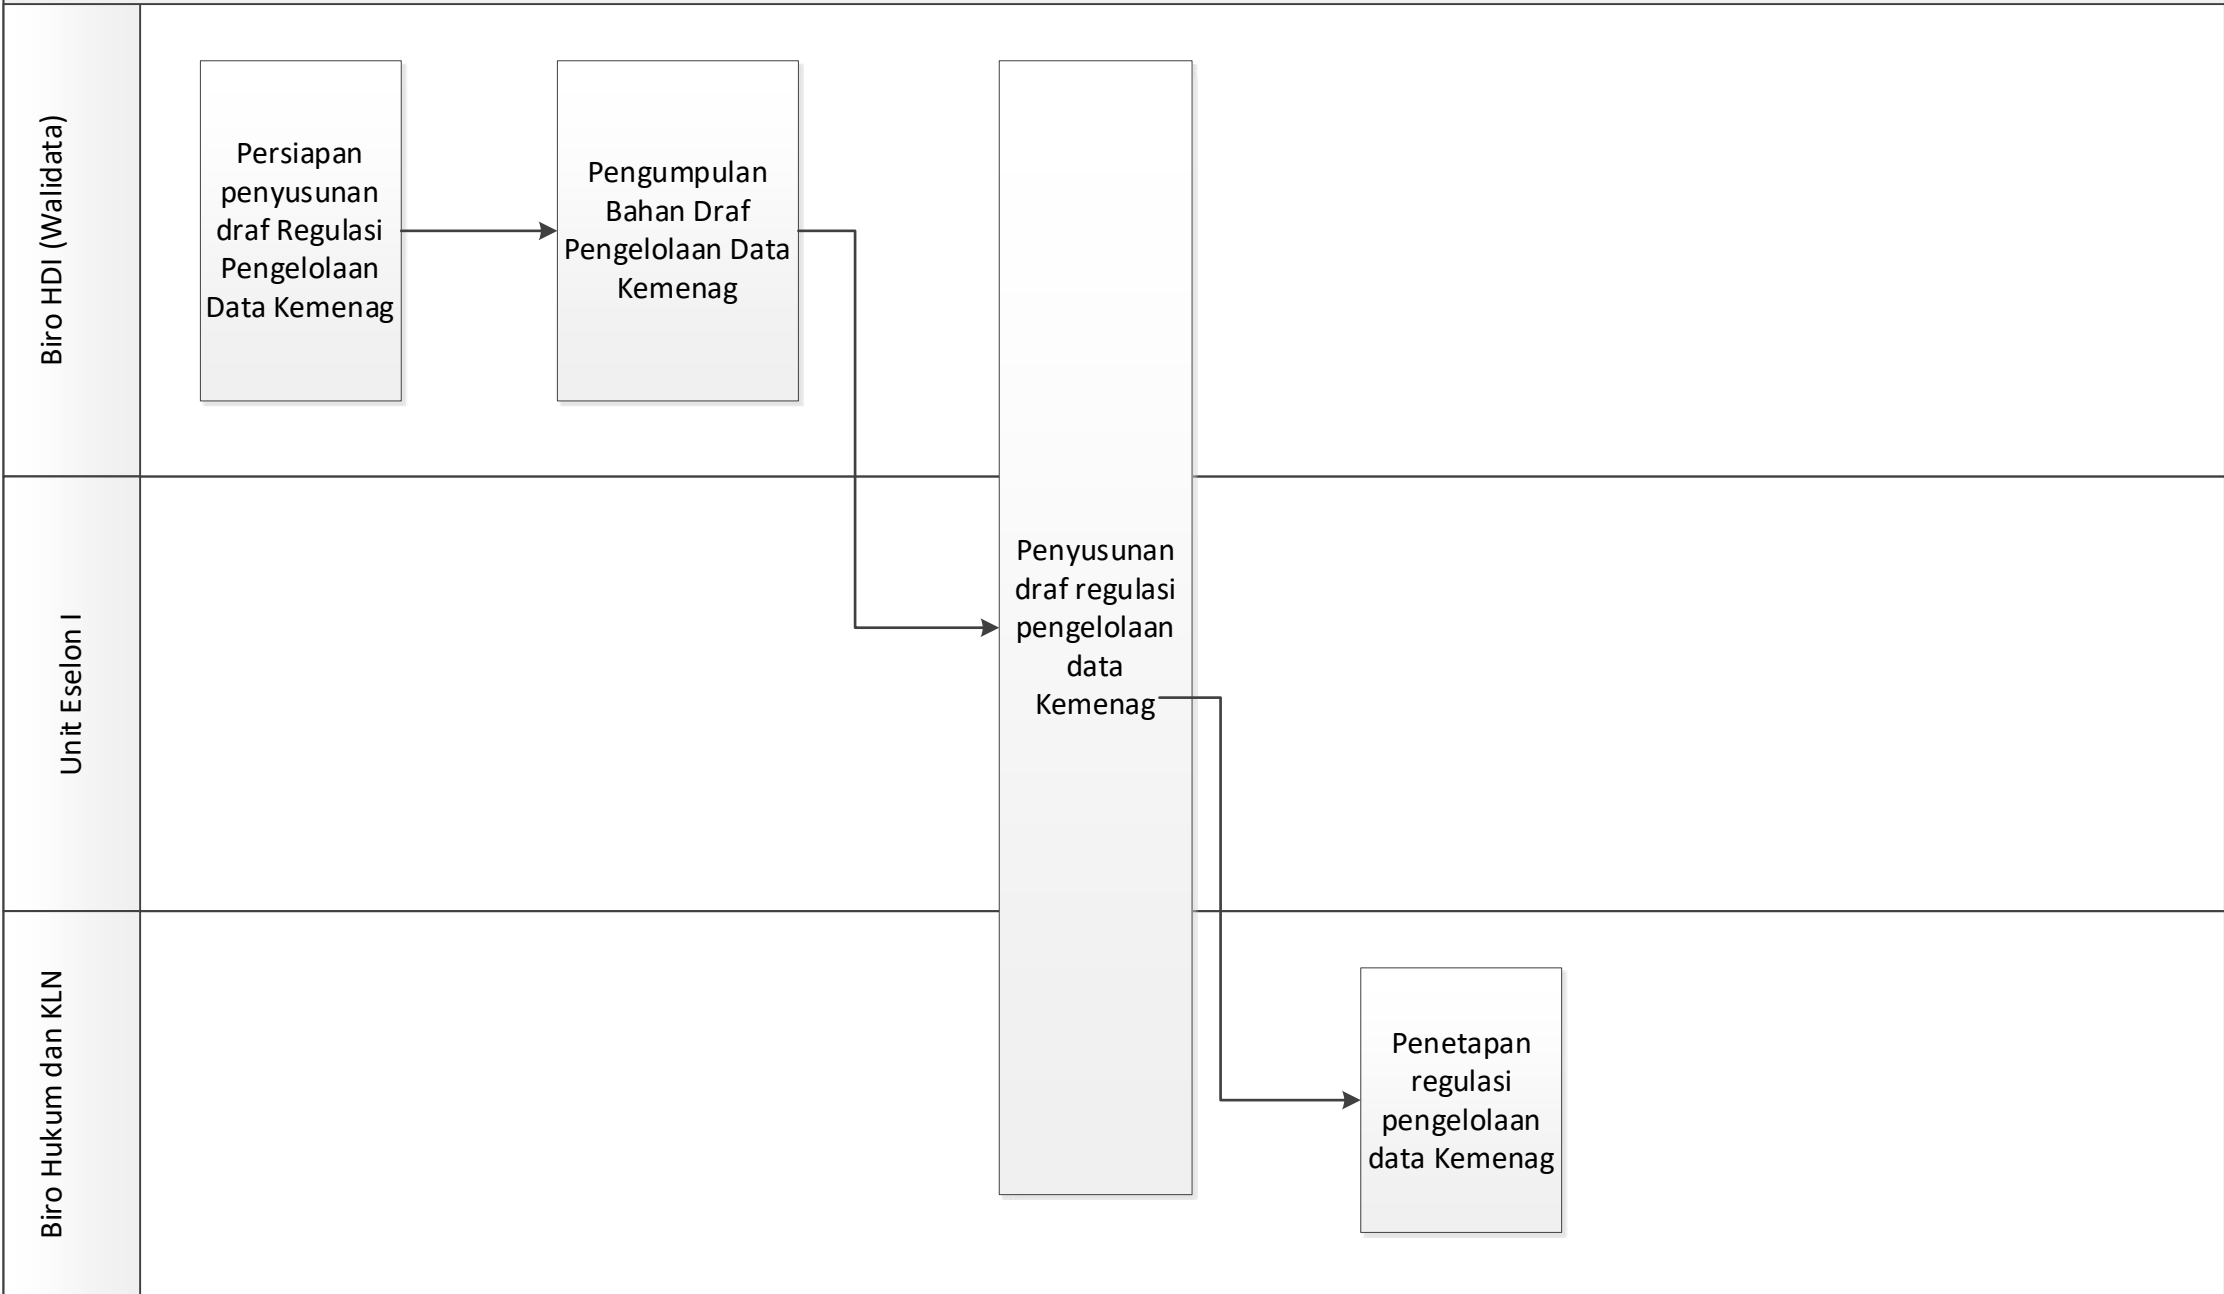 Biro HDI (Walidata)
Persiapan
penyusunan
draf Regulasi
Pengelolaan
Data Kemenag
Pengumpulan
Bahan Draf
Pengelolaan Data
Kemenag
Unit Eselon I
Penyusunan
draf regulasi
pengelolaan
data
Kemenag
Biro Hukum dan KLN
Penetapan
regulasi
pengelolaan
data Kemenag